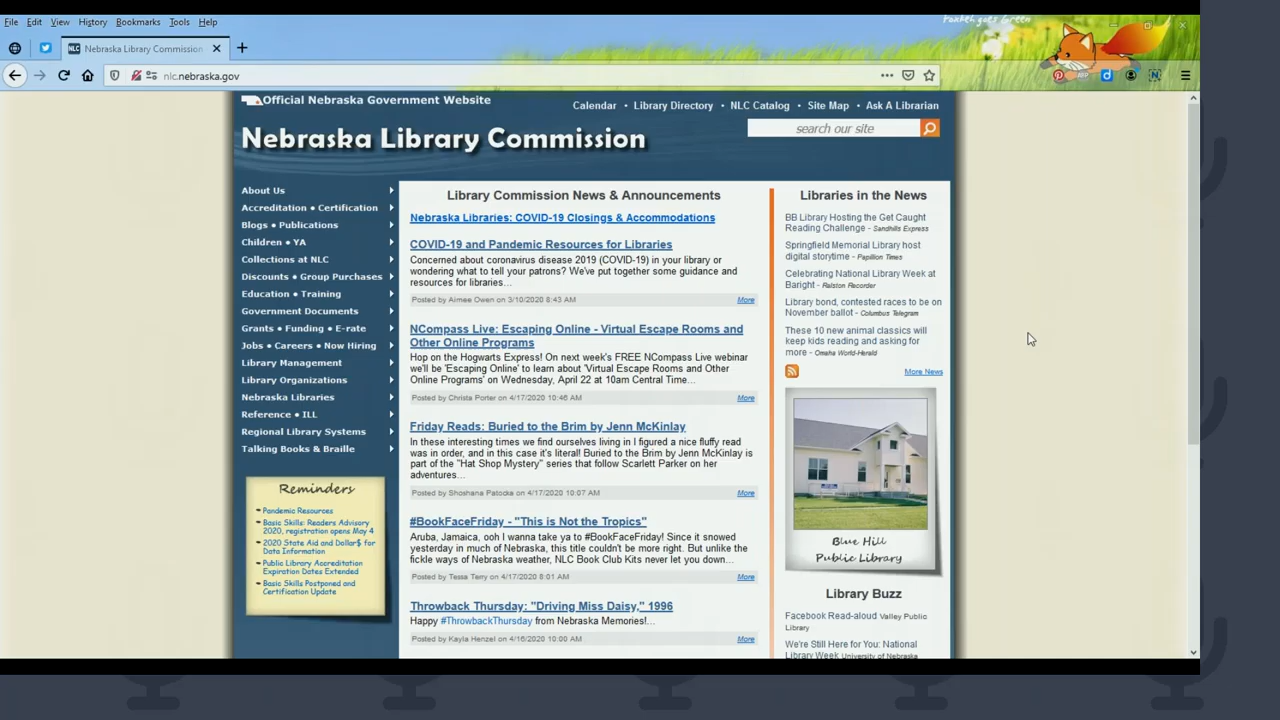 File Edit View History Bookmarks Tools Help
Foxkeh goes Green
NLC Nebraska Library Commission
nlc.nebraska.gov
ABP
Official Nebraska Government Website
Calendar • Library Directory • NLC Catalog • Site Map • Ask A Librarian
Nebraska Library Commission
search our site
About Us
Accreditation • Certification
Blogs • Publications
Children • YA
Collections at NLC
Discounts • Group Purchases
Education • Training
Government Documents
Grants • Funding • E-rate
Jobs • Careers • Now Hiring
Library Management
Library Organizations
Nebraska Libraries
Reference • ILL
Regional Library Systems
Talking Books & Braille
Reminders
Pandemic Resources
Basic Skills: Readers Advisory
2020, registration opens May 4
2020 State Aid and Dollar$ for
Data Information
Public Library Accreditation
Expiration Dates Extended
Basic Skills Postponed and
Certification Update
Library Commission News & Announcements
Nebraska Libraries: COVID-19 Closings & Accommodations
COVID-19 and Pandemic Resources for Libraries
Concerned about coronavirus disease 2019 (COVID-19) in your library or
wondering what to tell your patrons? We've put together some guidance and
resources for libraries...
Posted by Aimee Owen on 3/10/2020 8:43 AM More
NCompass Live: Escaping Online - Virtual Escape Rooms and
Other Online Programs
Hop on the Hogwarts Express! On next week's FREE NCompass Live webinar
we'll be 'Escaping Online' to learn about 'Virtual Escape Rooms and Other
Online Programs' on Wednesday, April 22 at 10am Central Time...
Posted by Christa Porter on 4/17/2020 10:46 AM More
Friday Reads: Buried to the Brim by Jenn McKinlay
In these interesting times we find ourselves living in I figured a nice fluffy read
was in order, and in this case it's literal! Buried to the Brim by Jenn McKinlay is
part of the "Hat Shop Mystery" series that follow Scarlett Parker on her
adventures...
Posted by Shoshana Patocka on 4/17/2020 10:07 AM More
#BookFaceFriday - "This is Not the Tropics"
Aruba, Jamaica, ooh I wanna take ya to #BookFaceFriday! Since it snowed
yesterday in much of Nebraska, this title couldn't be more right. But unlike the
fickle ways of Nebraska weather, NLC Book Club Kits never let you down...
Posted by Tessa Terry on 4/17/2020 8:01 AM More
Throwback Thursday: "Driving Miss Daisy," 1996
Happy #ThrowbackThursday from Nebraska Memories!...
Posted by Kayla Henzel on 4/16/2020 10:00 AM More
Libraries in the News
BB Library Hosting the Get Caught
Reading Challenge - Sandhills Express
Springfield Memorial Library host
digital storytime - Papillion Times
Celebrating National Library Week at
Baright - Ralston Recorder
Library bond, contested races to be on
November ballot - Columbus Telegram
These 10 new animal classics will
keep kids reading and asking for
more - Omaha World-Herald
More News
Blue Hill
Public Library
Library Buzz
Facebook Read-aloud Valley Public
Library
We're Still Here for You: National
Library Week University of Nebraska